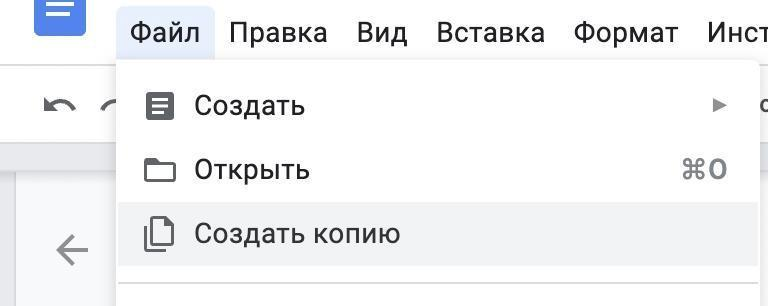 Файл Правка Вид Вставка Формат
Создать
Открыть ⌘O
Создать копию